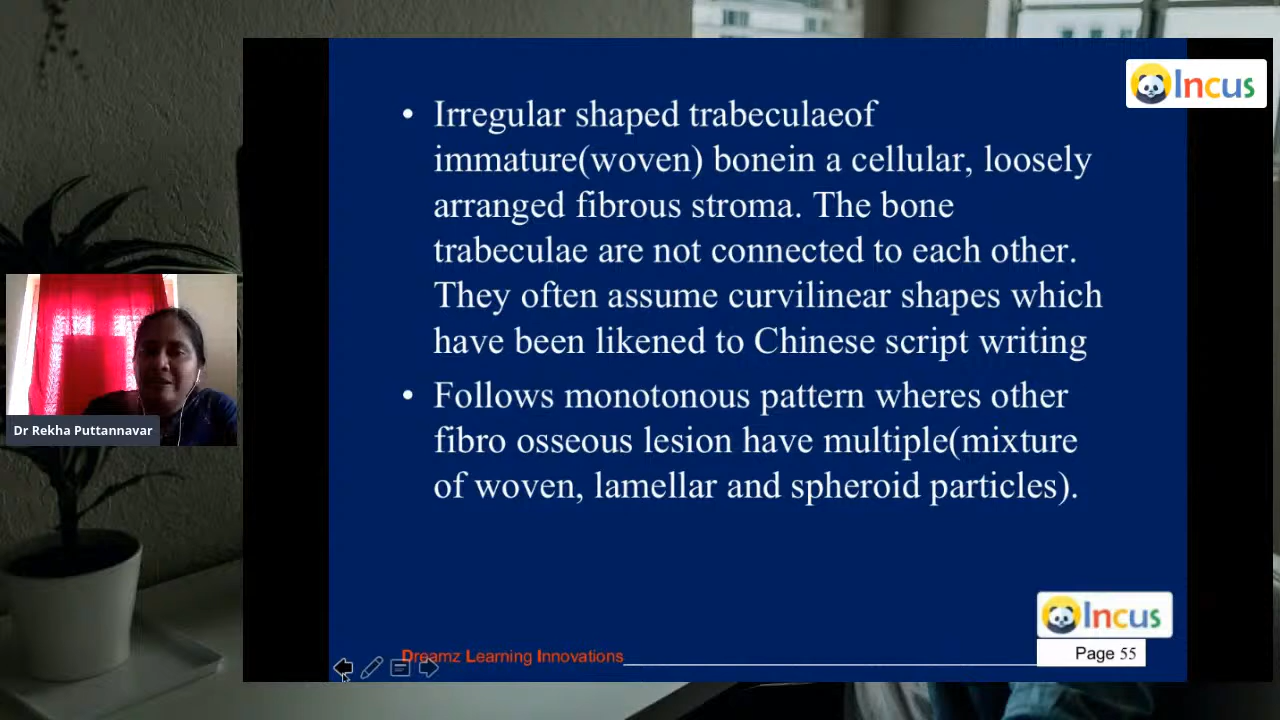 Incus
• Irregular shaped trabeculaeof
immature(woven) bonein a cellular, loosely
arranged fibrous stroma. The bone
trabeculae are not connected to each other.
They often assume curvilinear shapes which
have been likened to Chinese script writing
• Follows monotonous pattern wheres other
fibro osseous lesion have multiple(mixture
of woven, lamellar and spheroid particles).
Dr Rekha Puttannavar
Incus
Dreamz Learning Innovations
Page 55